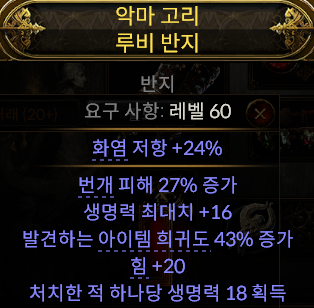 악마 고리
루비 반지
반지
요구 사항: 레벨 60
화염 저항 +24%
번개 피해 27% 증가
생명력 최대치 +16
발견하는 아이템 희귀도 43% 증가
힘 +20
처치한 적 하나당 생명력 18 획득